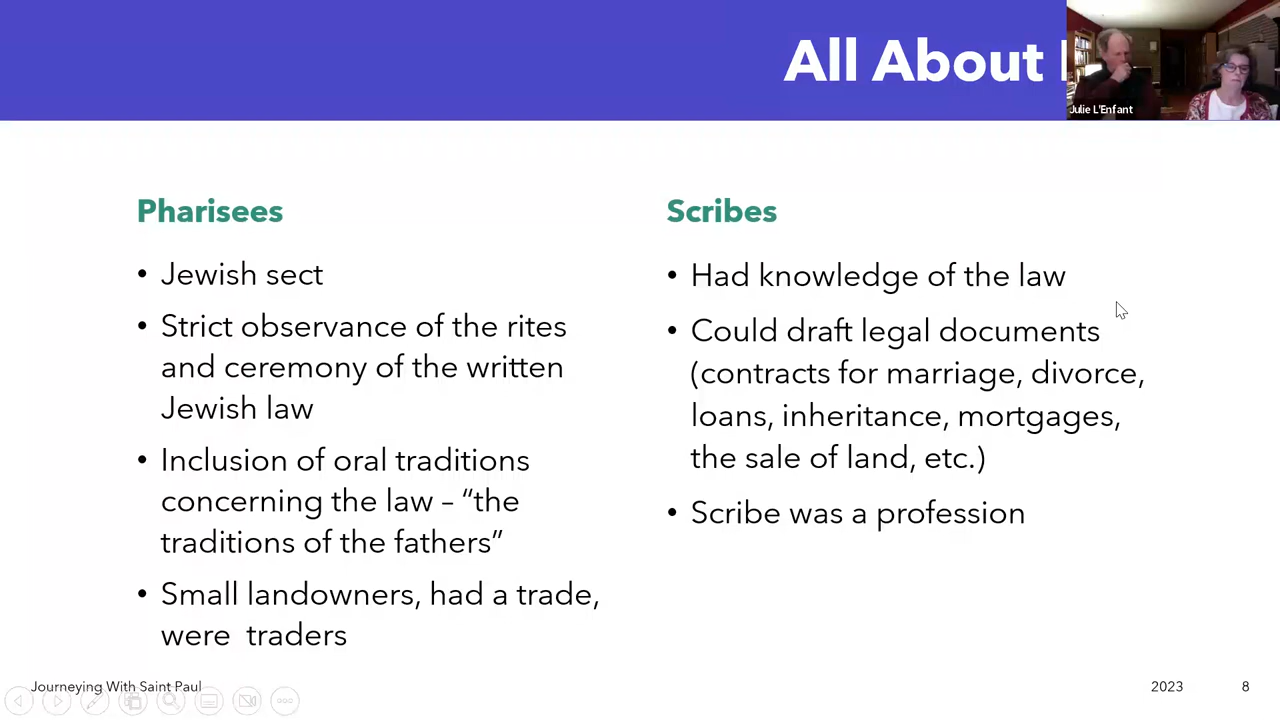 All About
Julie L'Enfant
Pharisees
• Jewish sect
• Strict observance of the rites
and ceremony of the written
Jewish law
• Inclusion of oral traditions
concerning the law – “the
traditions of the fathers”
• Small landowners, had a trade,
were  traders
Scribes
• Had knowledge of the law
• Could draft legal documents
(contracts for marriage, divorce,
loans, inheritance, mortgages,
the sale of land, etc.)
• Scribe was a profession
Journeying With Saint Paul
2023
8